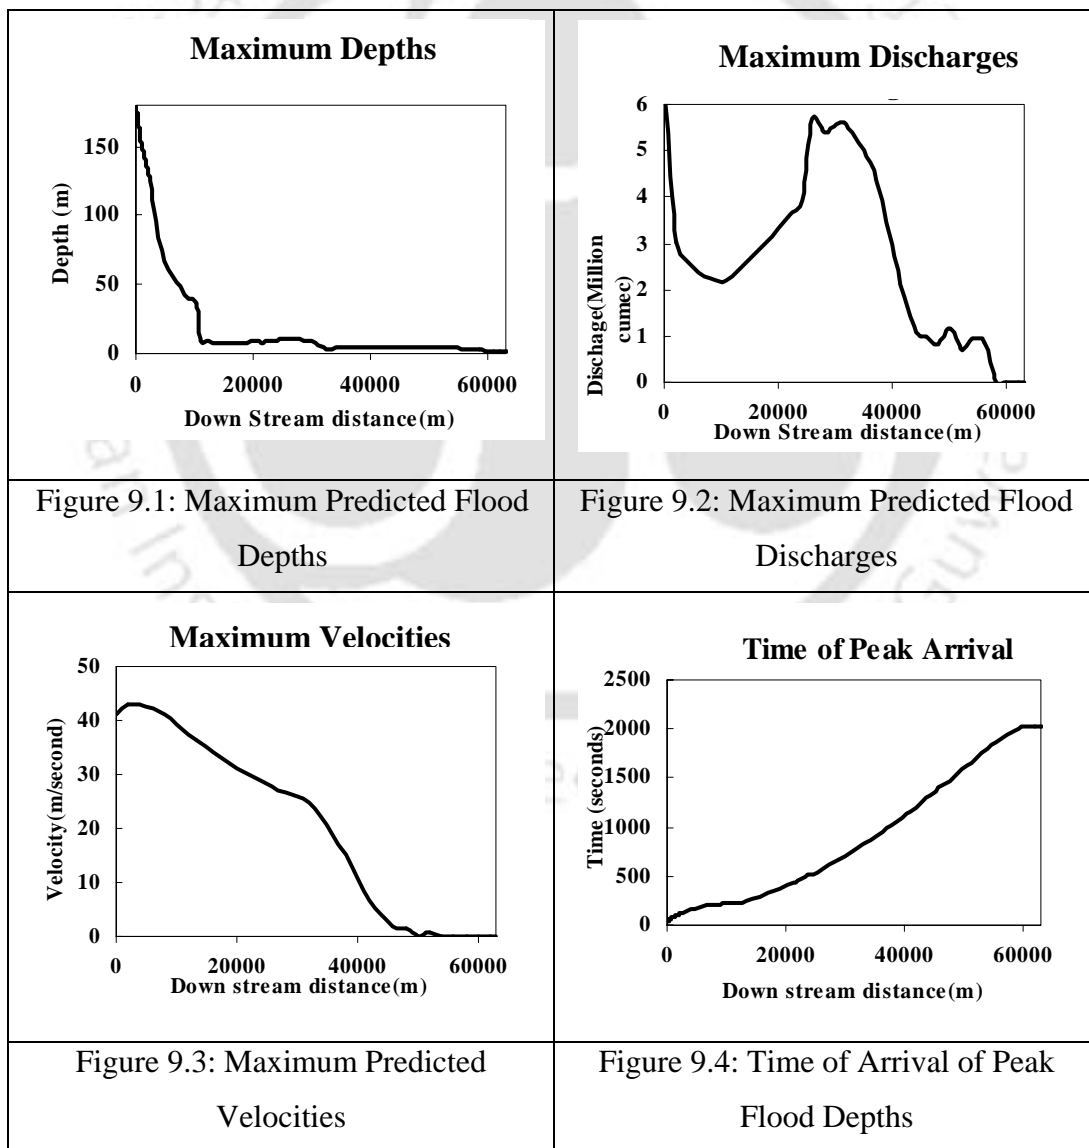 Maximum Depths
150
100
50
0
Depth (m)
0 20000 40000 60000
Down Stream distance(m)
Maximum Discharges
6
5
4
3
2
1
0
Dischage(Million
cumec)
0 20000 40000 60000
Down Stream distance(m)
Figure 9.1: Maximum Predicted Flood
Depths
Figure 9.2: Maximum Predicted Flood
Discharges
Maximum Velocities
50
40
30
20
10
0
Velocity(m/second)
0 20000 40000 60000
Down stream distance(m)
Time of Peak Arrival
2500
2000
1500
1000
500
0
Time (seconds)
0 20000 40000 60000
Down stream distance(m)
Figure 9.3: Maximum Predicted
Velocities
Figure 9.4: Time of Arrival of Peak
Flood Depths